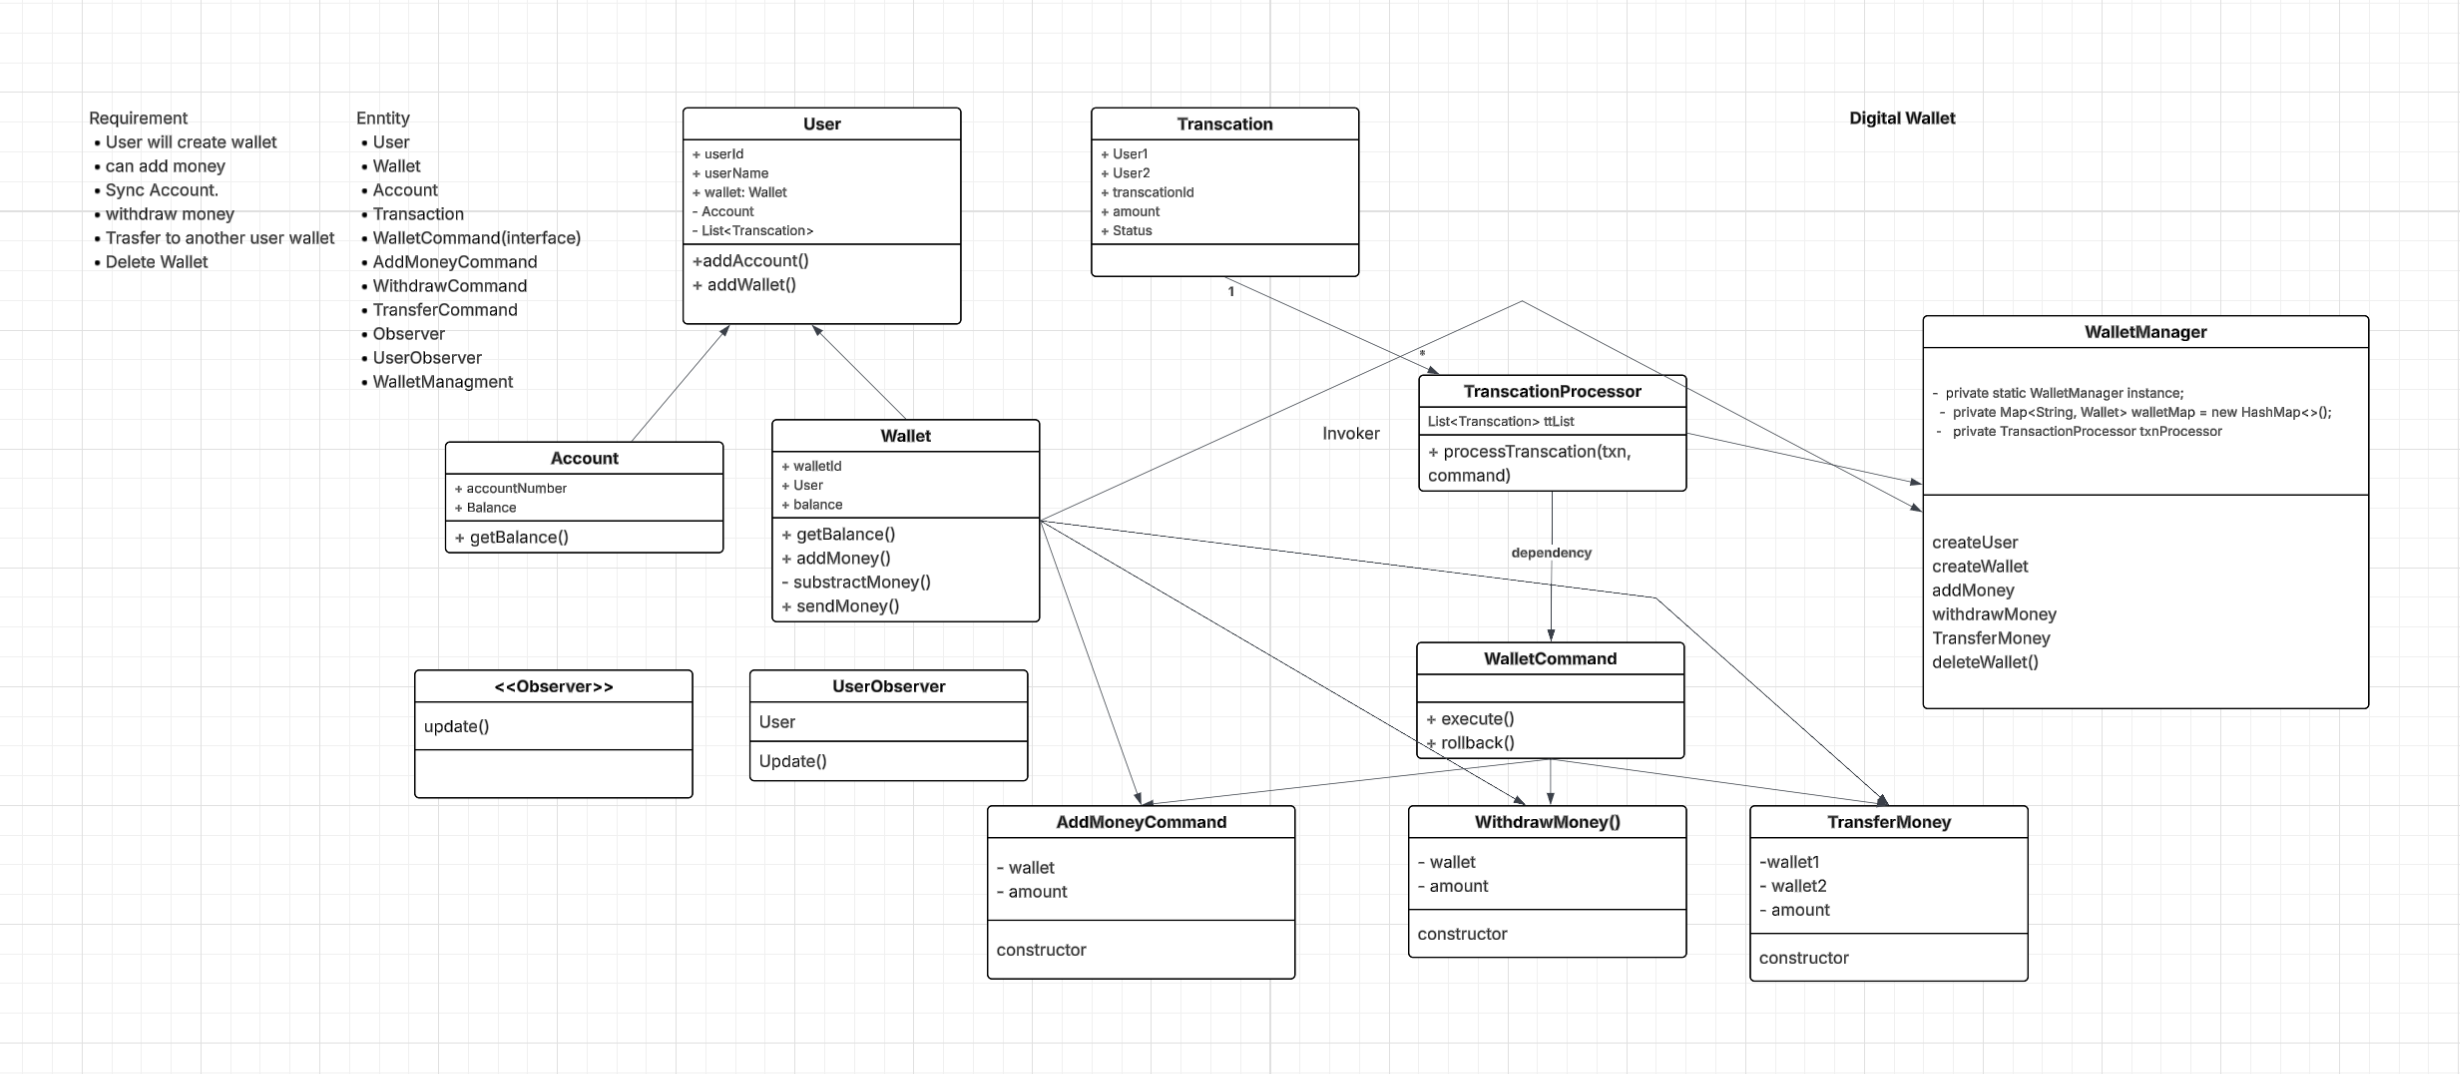 Requirement
• User will create wallet
• can add money
• Sync Account.
• withdraw money
• Trasfer to another user wallet
• Delete Wallet
Enntity
• User
• Wallet
• Account
• Transaction
• WalletCommand(interface)
• AddMoneyCommand
• WithdrawCommand
• TransferCommand
• Observer
• UserObserver
• WalletManagment
User
+ userId
+ userName
+ wallet: Wallet
- Account
- List<Transcation>
+addAccount()
+ addWallet()
Transcation
+ User1
+ User2
+ transcationId
+ amount
+ Status
Digital Wallet
1
*
WalletManager
- private static WalletManager instance;
- private Map<String, Wallet> walletMap = new HashMap<>();
- private TransactionProcessor txnProcessor
createUser
createWallet
addMoney
withdrawMoney
TransferMoney
deleteWallet()
Invoker
TranscationProcessor
List<Transcation> ttList
+ processTranscation(txn,
command)
Account
+ accountNumber
+ Balance
+ getBalance()
Wallet
+ walletId
+ User
+ balance
+ getBalance()
+ addMoney()
- substractMoney()
+ sendMoney()
dependency
<<Observer>>
update()
UserObserver
User
Update()
WalletCommand
+ execute()
+ rollback()
AddMoneyCommand
- wallet
- amount
constructor
WithdrawMoney()
- wallet
- amount
constructor
TransferMoney
-wallet1
- wallet2
- amount
constructor